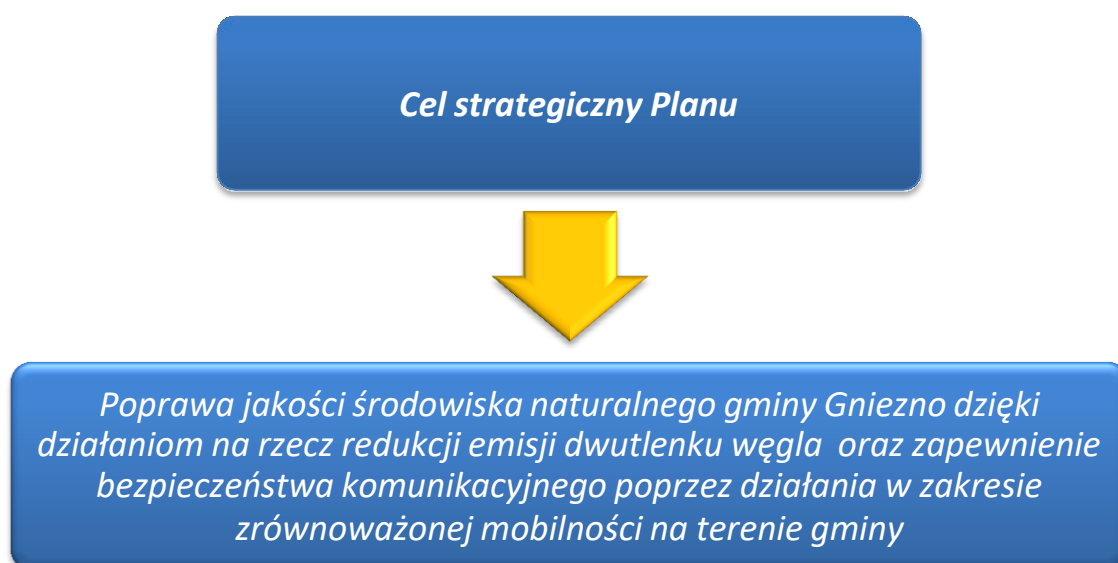 Cel strategiczny Planu
Poprawa jakości środowiska naturalnego gminy Gniezno dzięki
działaniom na rzecz redukcji emisji dwutlenku węgla oraz zapewnienie
bezpieczeństwa komunikacyjnego poprzez działania w zakresie
zrównoważonej mobilności na terenie gminy